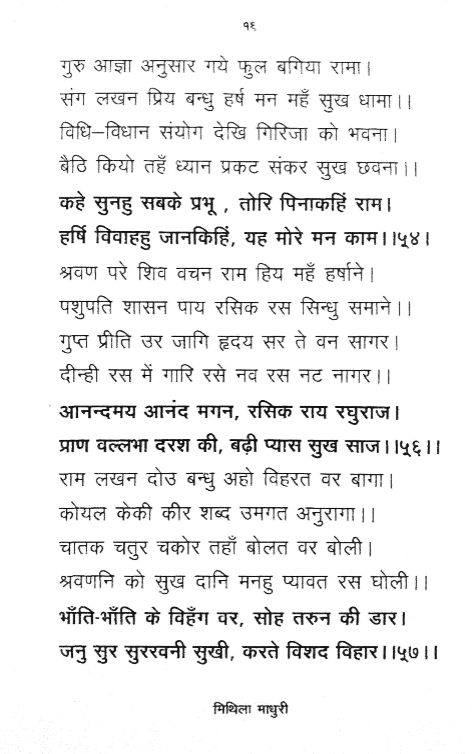 १६
गुरु आज्ञा अनुसार गये फुल बगिया रामा।
संग लखन प्रिय बन्धु हर्ष मन महँ सुख धामा।।
विधि–विधान संयोग देखि गिरिजा को भवना।
बैठि कियो तहँ ध्यान प्रकट संकर सुख छवना।।
कहे सुनहु सबके प्रभू , तोरि पिनाकहिं राम।
हर्षि विवाहहु जानकिहिं, यह मोरे मन काम।।५४।
श्रवण परे शिव वचन राम हिय महँ हर्षाने।
पशुपति शासन पाय रसिक रस सिन्धु समाने।।
गुप्त प्रीति उर जागि हृदय सर ते वन सागर।
दीन्ही रस में गारि रसे नव रस नट नागर।।
आनन्दमय आनंद मगन, रसिक राय रघुराज।
प्राण वल्लभा दरश की, बढ़ी प्यास सुख साज।।५६।।
राम लखन दोउ बन्धु अहो विहरत वर बागा।
कोयल केकी कीर शब्द उमगत अनुरागा।।
चातक चतुर चकोर तहाँ बोलत वर बोली।
श्रवणनि को सुख दानि मनहु प्यावत रस घोली।।
भाँति-भाँति के विहँग वर, सोह तरुन की डार।
जनु सुर सुररवनी सुखी, करते विशद विहार।।५७।।
मिथिला माधुरी